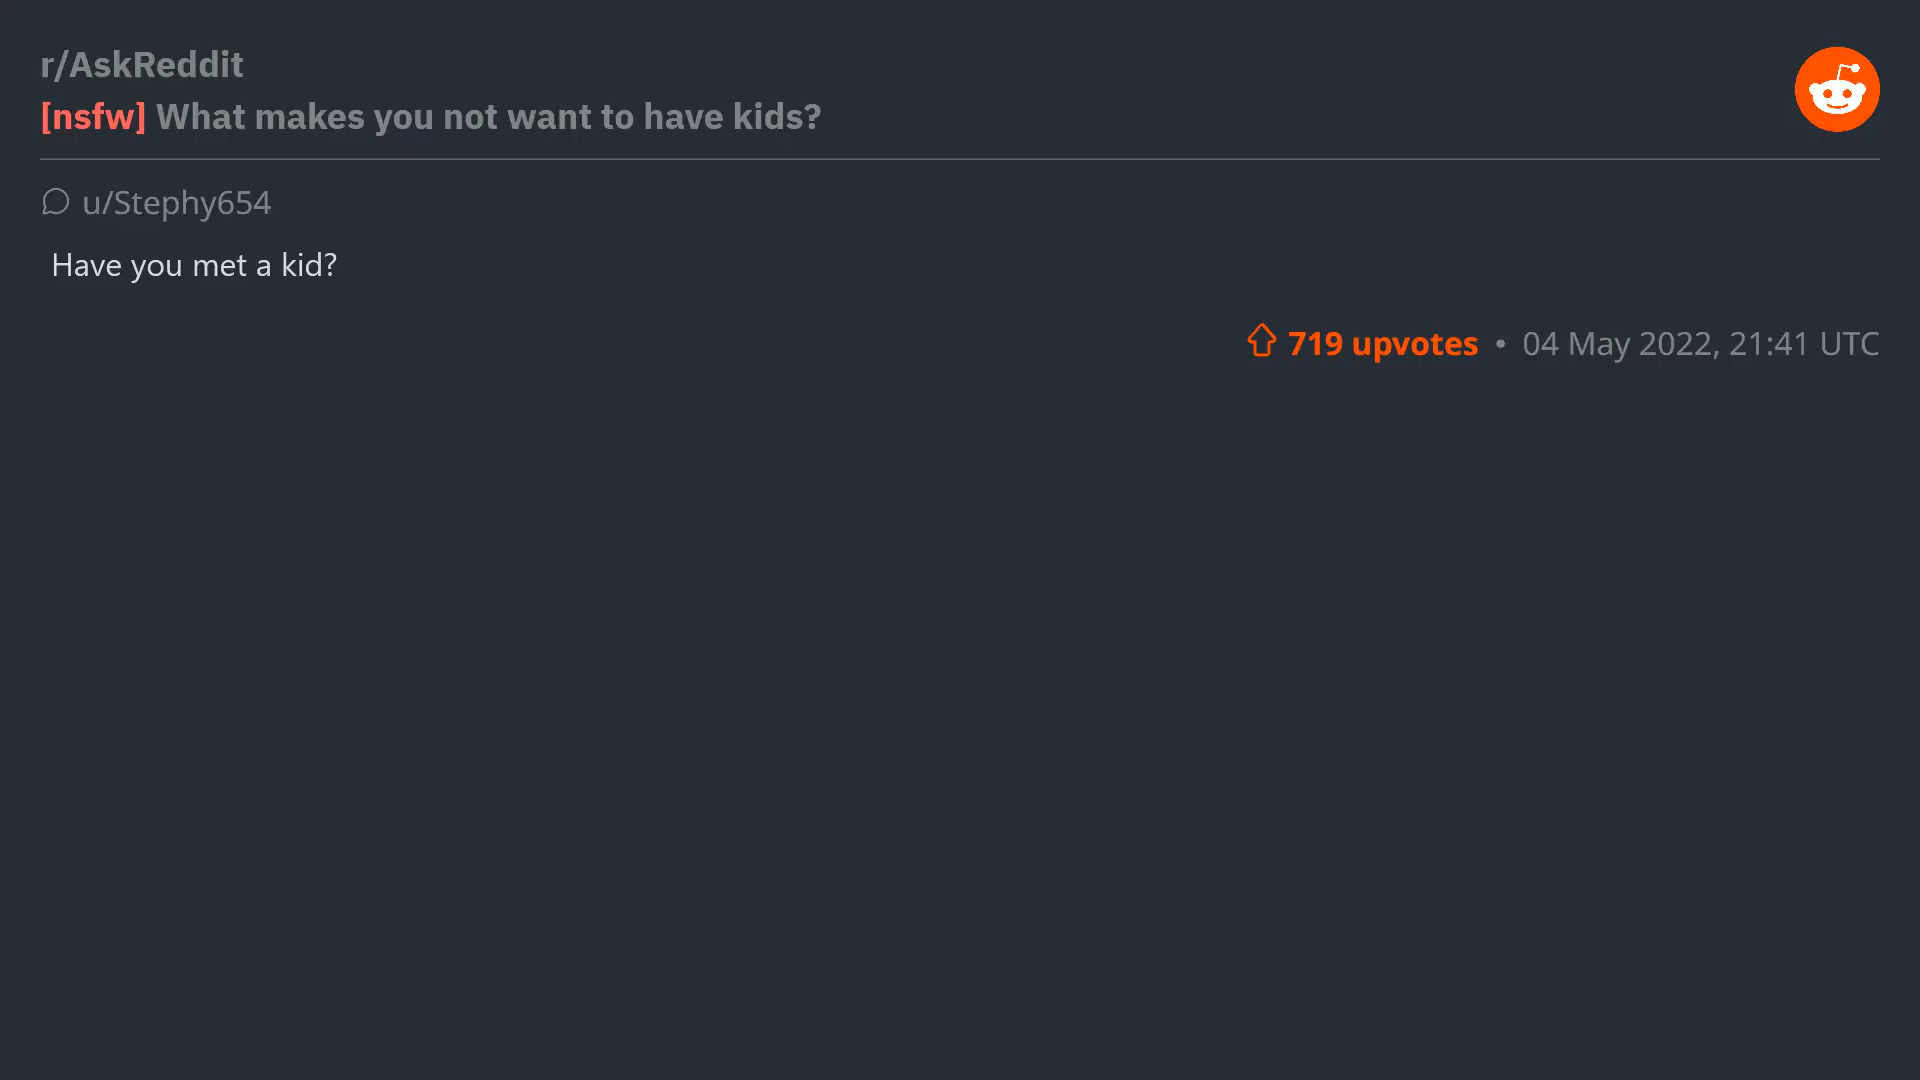 r/AskReddit
[nsfw] What makes you not want to have kids?
u/Stephy654
Have you met a kid?
719 upvotes • 04 May 2022, 21:41 UTC